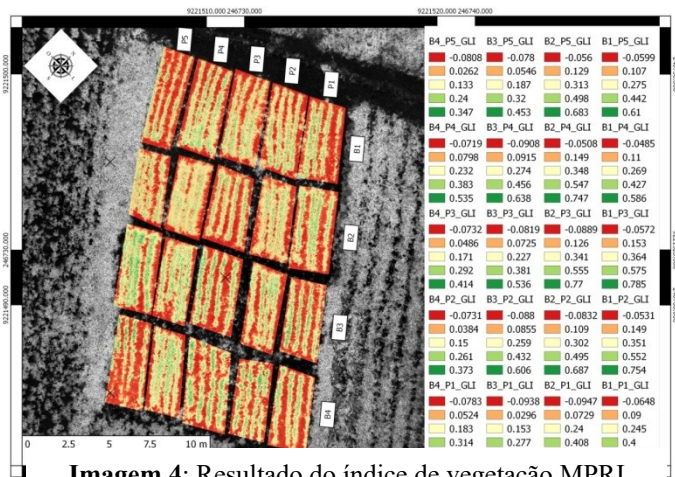 9221510.000 246730.000
9221520.000 246740.000
9221500.000
246730.000
9221490.000
P5
P4
P3
P2
P1
B1
B2
B3
B4
0 2.5 5 7.5 10 m
B4_P5_GLI B3_P5_GLI B2_P5_GLI B1_P5_GLI
-0.0808 -0.078 -0.056 -0.0599
0.0262 0.0546 0.129 0.107
0.133 0.187 0.313 0.275
0.24 0.32 0.498 0.442
0.347 0.453 0.683 0.61
B4_P4_GLI B3_P4_GLI B2_P4_GLI B1_P4_GLI
-0.0719 -0.0908 -0.0508 -0.0485
0.0798 0.0915 0.149 0.11
0.232 0.274 0.348 0.269
0.383 0.456 0.547 0.427
0.535 0.638 0.747 0.586
B4_P3_GLI B3_P3_GLI B2_P3_GLI B1_P3_GLI
-0.0732 -0.0819 -0.0889 -0.0572
0.0486 0.0725 0.126 0.153
0.171 0.227 0.341 0.364
0.292 0.381 0.555 0.575
0.414 0.536 0.77 0.785
B4_P2_GLI B3_P2_GLI B2_P2_GLI B1_P2_GLI
-0.0731 -0.088 -0.0832 -0.0531
0.0384 0.0855 0.109 0.149
0.15 0.259 0.302 0.351
0.261 0.432 0.495 0.552
0.373 0.606 0.687 0.754
B4_P1_GLI B3_P1_GLI B2_P1_GLI B1_P1_GLI
-0.0783 -0.0938 -0.0947 -0.0648
0.0524 0.0296 0.0729 0.09
0.183 0.153 0.24 0.245
0.314 0.277 0.408 0.4
Imagem 4: Resultado do índice de vegetação MPRI